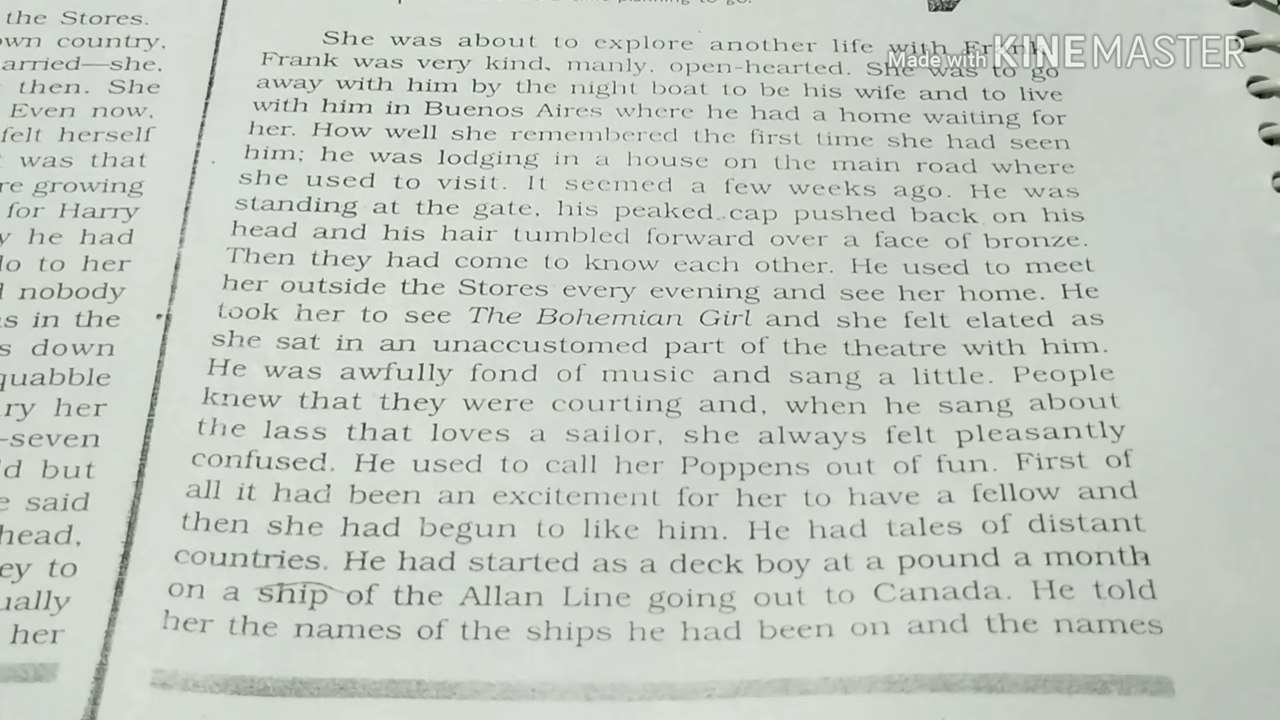 the Stores.
own country,
arried—she,
then. She
Even now,
felt herself
was that
re growing
for Harry
y he had
lo to her
nobody
as in the
s down
quabble
ry her
-seven
d but
e said
head,
ey to
ually
her
to go.
She was about to explore another life with Frank.
Frank was very kind, manly, open-hearted. She was to go
away with him by the night boat to be his wife and to live
with him in Buenos Aires where he had a home waiting for
her. How well she remembered the first time she had seen
him; he was lodging in a house on the main road where
she used to visit. It seemed a few weeks ago. He was
standing at the gate, his peaked cap pushed back on his
head and his hair tumbled forward over a face of bronze.
Then they had come to know each other. He used to meet
her outside the Stores every evening and see her home. He
took her to see The Bohemian Girl and she felt elated as
she sat in an unaccustomed part of the theatre with him.
He was awfully fond of music and sang a little. People
knew that they were courting and, when he sang about
the lass that loves a sailor, she always felt pleasantly
confused. He used to call her Poppens out of fun. First of
all it had been an excitement for her to have a fellow and
then she had begun to like him. He had tales of distant
countries. He had started as a deck boy at a pound a month
on a ship of the Allan Line going out to Canada. He told
her the names of the ships he had been on and the names
Made with KINEMASTER